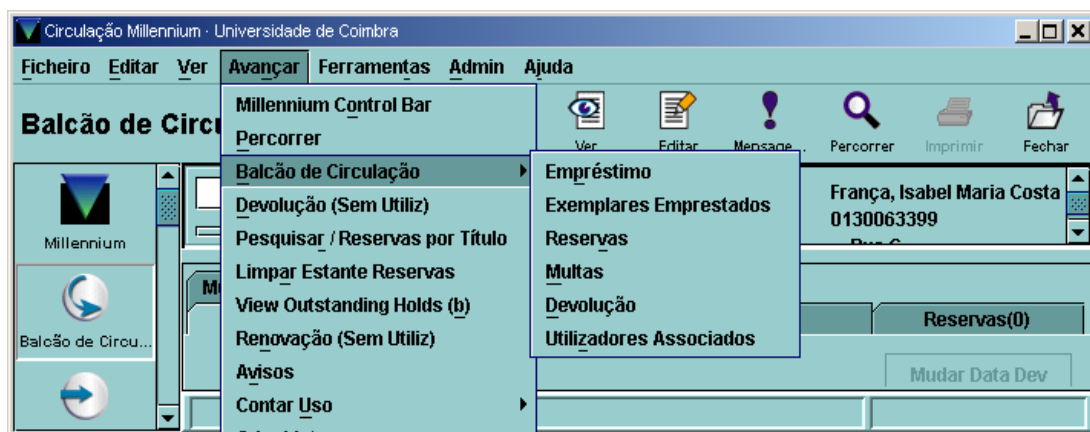 Circulação Millennium · Universidade de Coimbra
Ficheiro Editar Ver Avançar Ferramentas Admin Ajuda
Balcão de Circu
Ver Editar Mensage... Percorrer Imprimir Fechar
Millennium Control Bar
Percorrer
Balcão de Circulação
Devolução (Sem Utiliz)
Pesquisar / Reservas por Título
Limpar Estante Reservas
View Outstanding Holds (b)
Renovação (Sem Utiliz)
Avisos
Contar Uso
Empréstimo
Exemplares Emprestados
Reservas
Multas
Devolução
Utilizadores Associados
França, Isabel Maria Costa
0130063399
Millennium
Balcão de Circu...
Reservas(0)
Mudar Data Dev